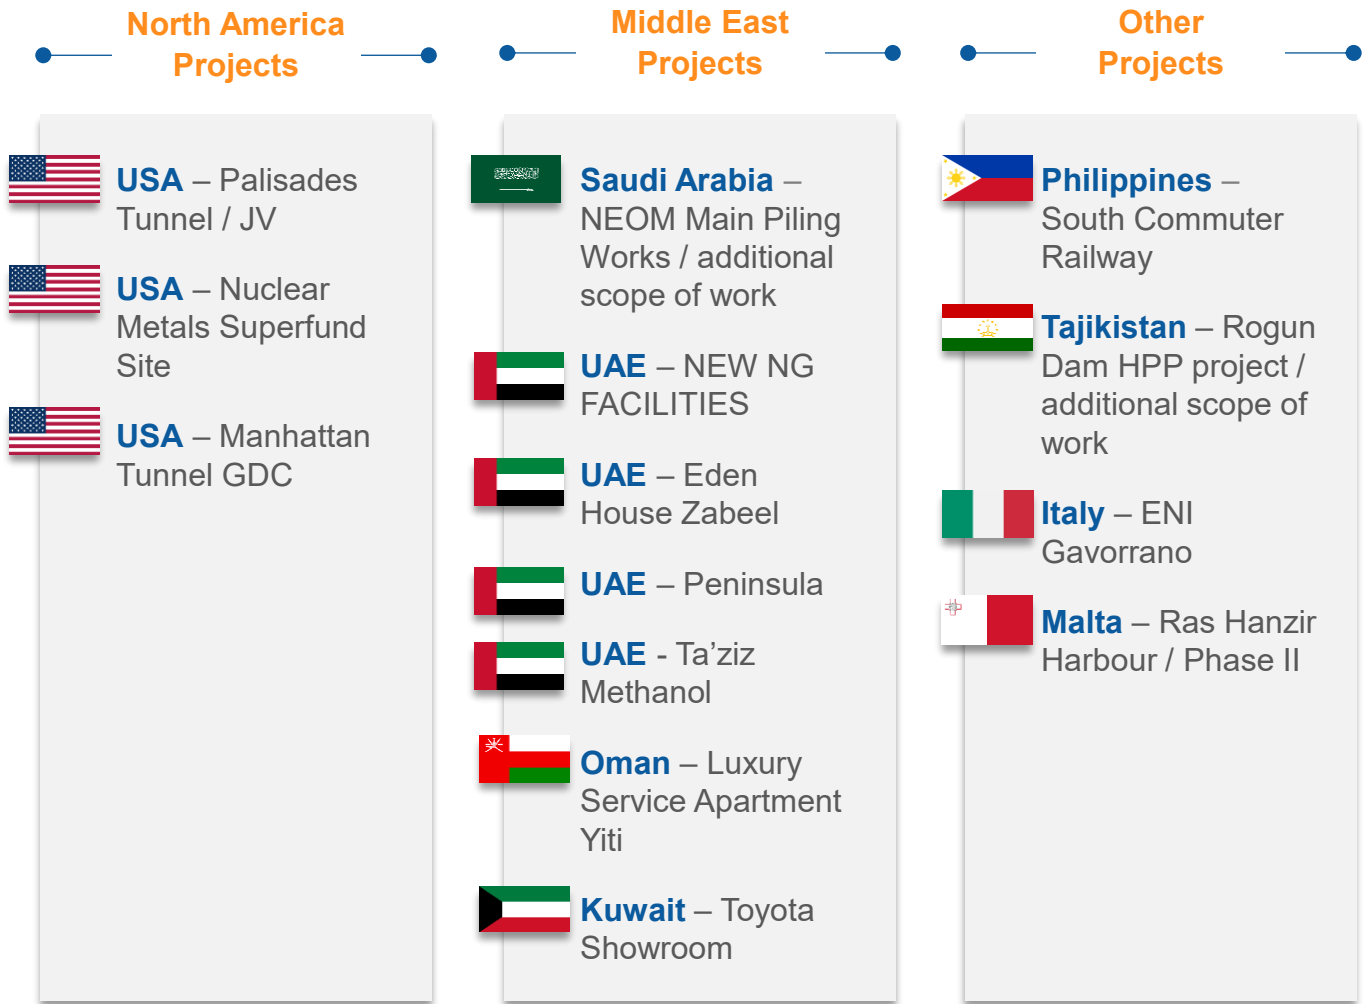 North America
Projects
USA – Palisades
Tunnel / JV
USA – Nuclear
Metals Superfund
Site
USA – Manhattan
Tunnel GDC
Middle East
Projects
Saudi Arabia –
NEOM Main Piling
Works / additional
scope of work
UAE – NEW NG
FACILITIES
UAE – Eden
House Zabeel
UAE – Peninsula
UAE - Ta’ziz
Methanol
Oman – Luxury
Service Apartment
Yiti
Kuwait – Toyota
Showroom
Other
Projects
Philippines –
South Commuter
Railway
Tajikistan – Rogun
Dam HPP project /
additional scope of
work
Italy – ENI
Gavorrano
Malta – Ras Hanzir
Harbour / Phase II